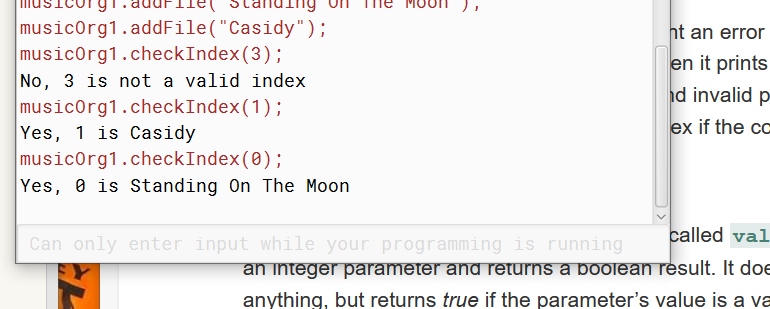 musicOrg1.addFile("Standing On The Moon");
musicOrg1.addFile("Casidy");
musicOrg1.checkIndex(3);
No, 3 is not a valid index
musicOrg1.checkIndex(1);
Yes, 1 is Casidy
musicOrg1.checkIndex(0);
Yes, 0 is Standing On The Moon
Can only enter input while your programming is running
nt an error
en it prints
nd invalid p
ex if the co
called val
an integer parameter and returns a boolean result. It doe
anything, but returns true if the parameter's value is a va